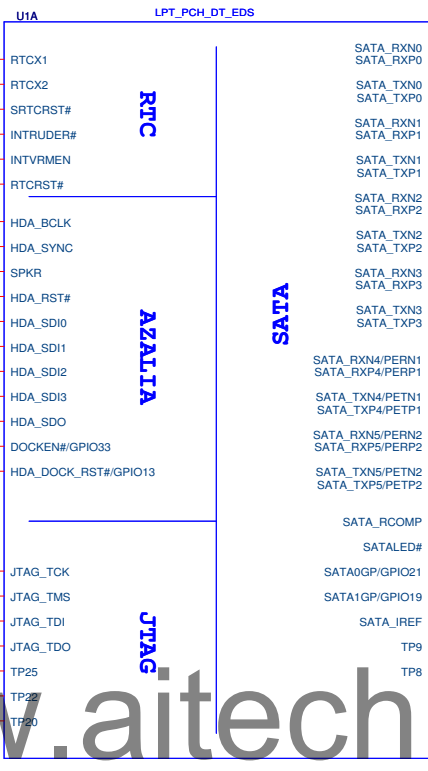 U1A
LPT_PCH_DT_EDS
RTCX1
RTCX2
SRTCRST#
INTRUDER#
INTVRMEN
RTCRST#
RTC
HDA_BCLK
HDA_SYNC
SPKR
HDA_RST#
HDA_SDI0
HDA_SDI1
HDA_SDI2
HDA_SDI3
HDA_SDO
DOCKEN#/GPIO33
HDA_DOCK_RST#/GPIO13
AZALIA
JTAG_TCK
JTAG_TMS
JTAG_TDI
JTAG_TDO
TP25
TP22
TP20
JTAG
SATA
SATA_RXN0
SATA_RXP0
SATA_TXN0
SATA_TXP0
SATA_RXN1
SATA_RXP1
SATA_TXN1
SATA_TXP1
SATA_RXN2
SATA_RXP2
SATA_TXN2
SATA_TXP2
SATA_RXN3
SATA_RXP3
SATA_TXN3
SATA_TXP3
SATA_RXN4/PERN1
SATA_RXP4/PERP1
SATA_TXN4/PETN1
SATA_TXP4/PETP1
SATA_RXN5/PERN2
SATA_RXP5/PERP2
SATA_TXN5/PETN2
SATA_TXP5/PETP2
SATA_RCOMP
SATALED#
SATA0GP/GPIO21
SATA1GP/GPIO19
SATA_IREF
TP9
TP8
w.aitech